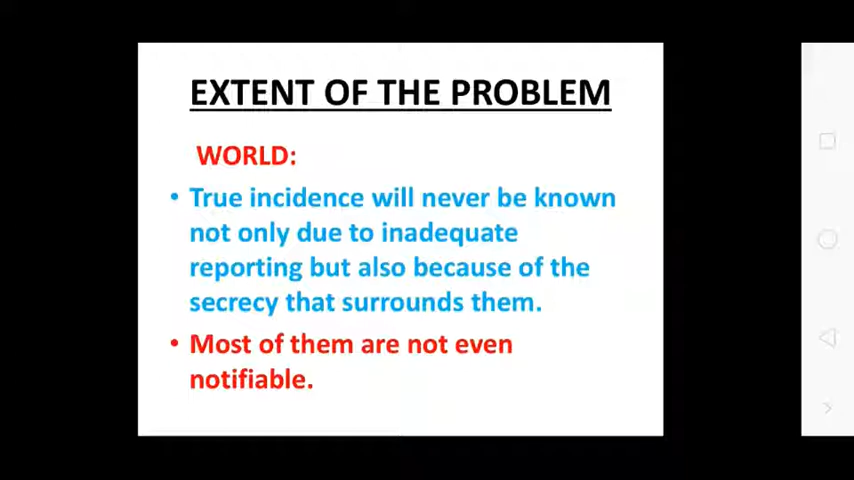 EXTENT OF THE PROBLEM
WORLD:
• True incidence will never be known
not only due to inadequate
reporting but also because of the
secrecy that surrounds them.
• Most of them are not even
notifiable.